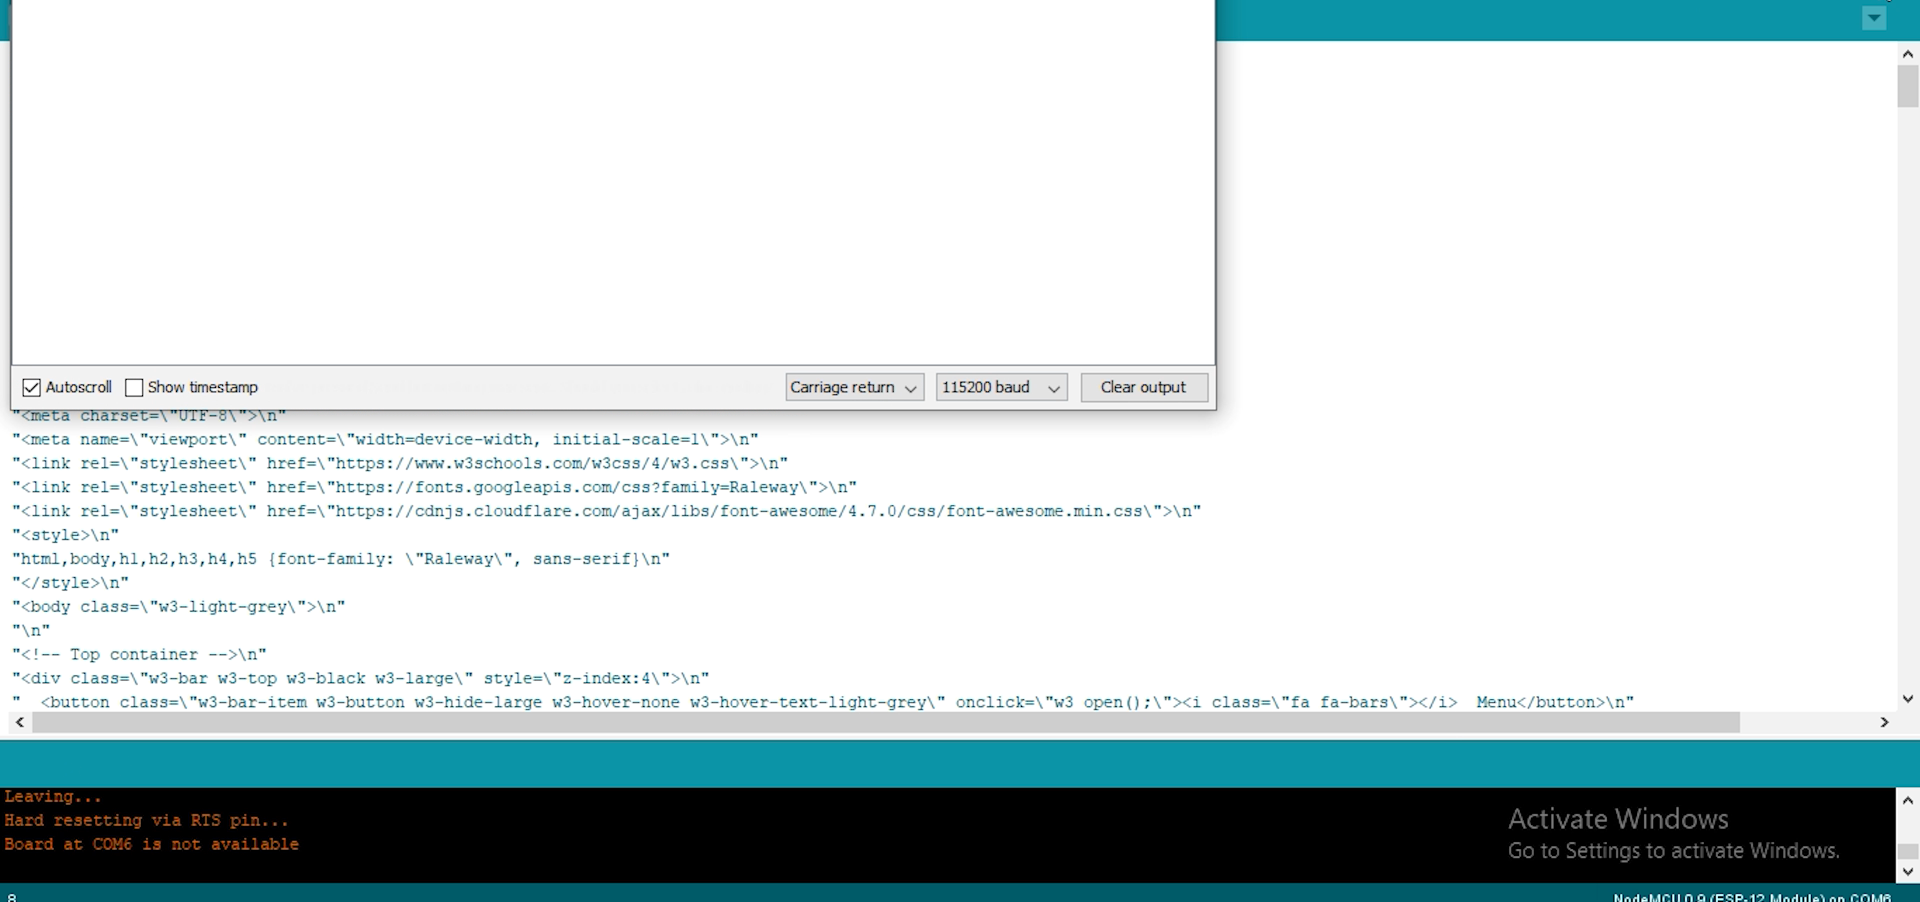 Autoscroll Show timestamp Carriage return 115200 baud Clear output
"<meta charset=\"UTF-8\">\n"
"<meta name=\"viewport\" content=\"width=device-width, initial-scale=1\">\n"
"<link rel=\"stylesheet\" href=\"https://www.w3schools.com/w3css/4/w3.css\">\n"
"<link rel=\"stylesheet\" href=\"https://fonts.googleapis.com/css?family=Raleway\">\n"
"<link rel=\"stylesheet\" href=\"https://cdnjs.cloudflare.com/ajax/libs/font-awesome/4.7.0/css/font-awesome.min.css\">\n"
"<style>\n"
"html,body,h1,h2,h3,h4,h5 {font-family: \"Raleway\", sans-serif}\n"
"</style>\n"
"<body class=\"w3-light-grey\">\n"
"\n"
"<!-- Top container -->\n"
"<div class=\"w3-bar w3-top w3-black w3-large\" style=\"z-index:4\">\n"
"  <button class=\"w3-bar-item w3-button w3-hide-large w3-hover-none w3-hover-text-light-grey\" onclick=\"w3 open();\"><i class=\"fa fa-bars\"></i>  Menu</button>\n"
Leaving...
Hard resetting via RTS pin...
Board at COM6 is not available
Activate Windows
Go to Settings to activate Windows.
8 NodeMCU 0.9 (ESP-12 Module) on COM6